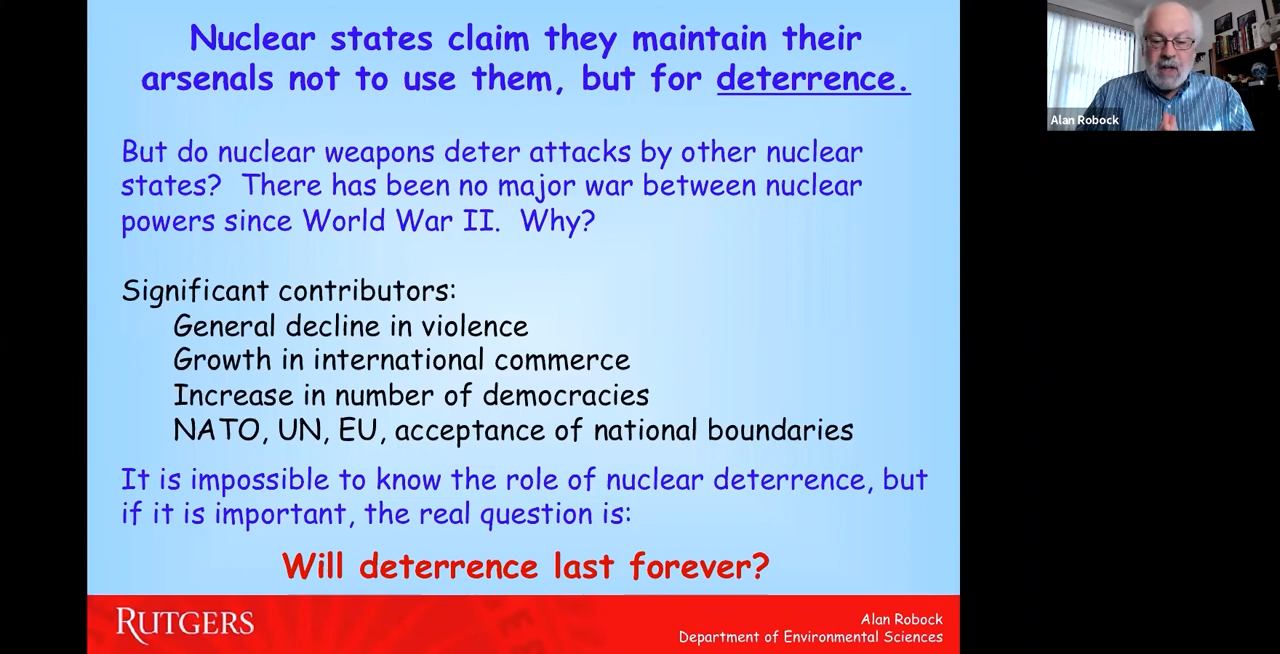 Nuclear states claim they maintain their
arsenals not to use them, but for deterrence.
But do nuclear weapons deter attacks by other nuclear
states?  There has been no major war between nuclear
powers since World War II.  Why?
Significant contributors:
General decline in violence
Growth in international commerce
Increase in number of democracies
NATO, UN, EU, acceptance of national boundaries
It is impossible to know the role of nuclear deterrence, but
if it is important, the real question is:
Will deterrence last forever?
RUTGERS
Alan Robock
Department of Environmental Sciences
Alan Robock